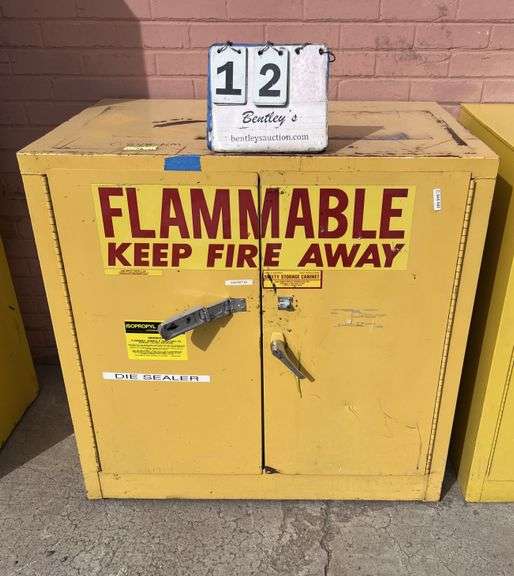 12
Bentley's
bentleysauction.com
FLAMMABLE
KEEP FIRE AWAY
SAFETY STORAGE CABINET
ISOPROPYL
DIE SEALER